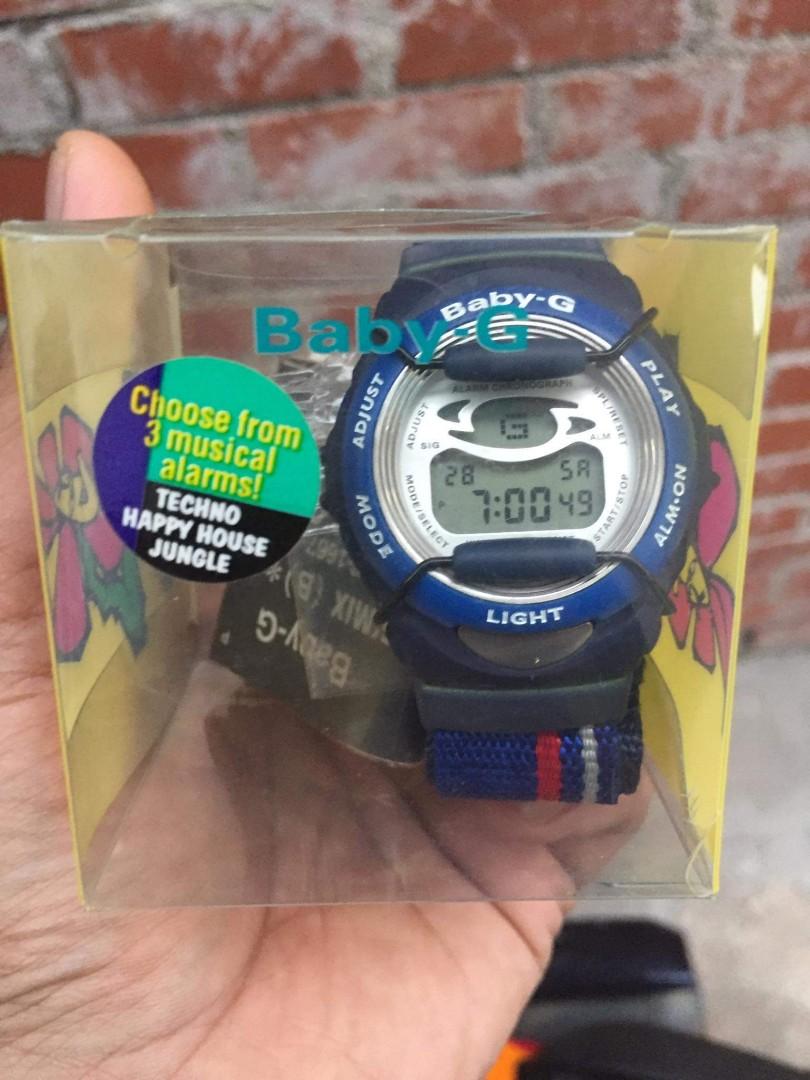 Baby-G
Choose from
3 musical
alarms!
TECHNO
HAPPY HOUSE
JUNGLE
Baby-G
ADJUST
PLAY
MODE
ALM·ON
LIGHT
ALARM CHRONOGRAPH
ADJUST
SPL/RESET
SIG
ALM
MODE/SELECT
START/STOP
G
28 SA
P 7:00 49
Baby-G
MIX (B)*
P